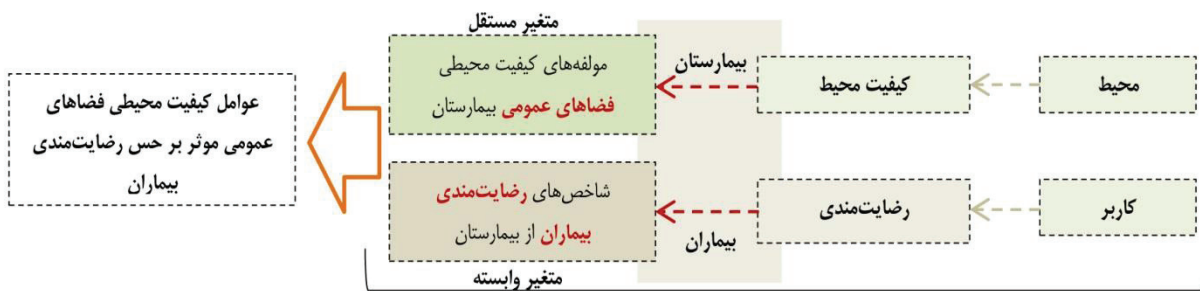 متغیر مستقل
محیط
کیفیت محیط
بیمارستان
مولفه‌های کیفیت محیطی
فضاهای عمومی بیمارستان
عوامل کیفیت محیطی فضاهای
عمومی موثر بر حس رضایت‌مندی
بیماران
کاربر
رضایت‌مندی
بیماران
شاخص‌های رضایت‌مندی
بیماران از بیمارستان
متغیر وابسته